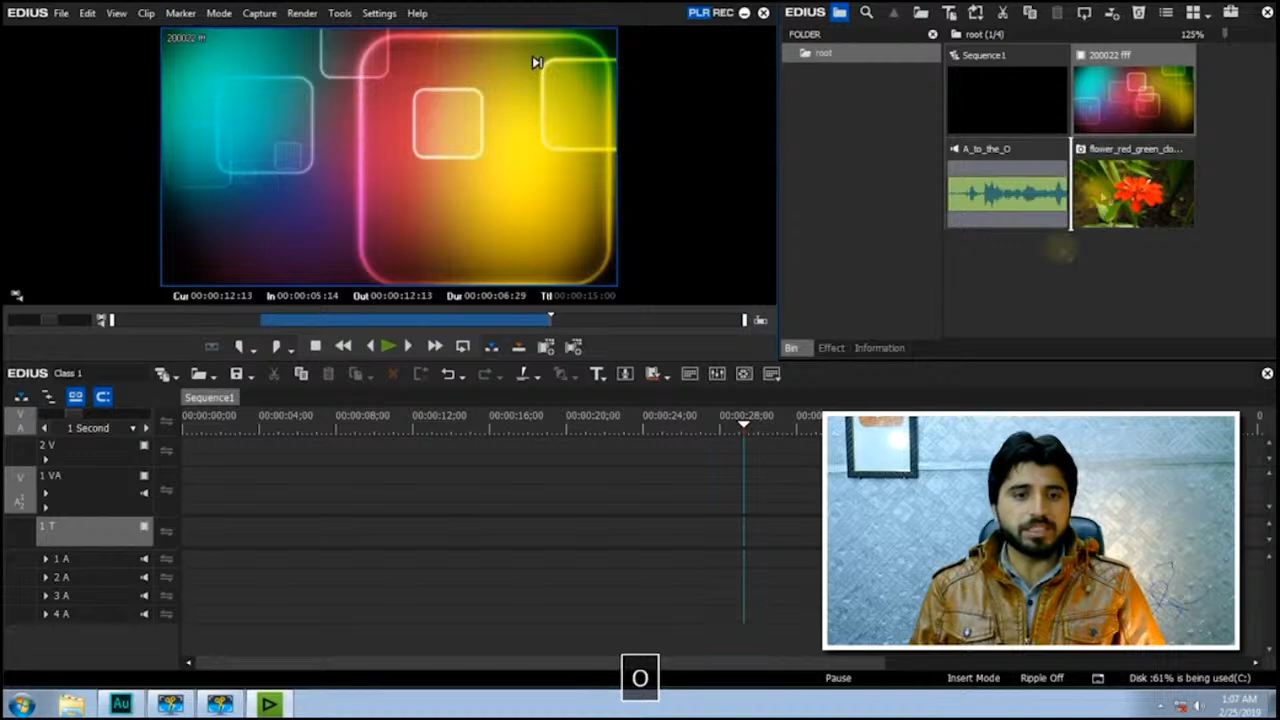 EDIUS File Edit View Clip Marker Mode Capture Render Tools Settings Help
PLR REC
EDIUS
200022 fff
FOLDER
root
root (1/4)
125%
Sequence1
200022 fff
A_to_the_O
flower_red_green_do...
Cur 00:00:12:13 In 00:00:05:14 Out 00:00:12:13 Dur 00:00:06:29 Ttl 00:00:15:00
Bin Effect Information
EDIUS Class 1
Sequence1
00:00:00;00 00:00:04;00 00:00:08;00 00:00:12;00 00:00:16;00 00:00:20;00 00:00:24;00 00:00:28;00
V
A
1 Second
2 V
V
1 VA
1 T
1 A
2 A
3 A
4 A
O
Pause Insert Mode Ripple Off Disk :61% is being used(C:)
Au
1:07 AM
2/25/2019